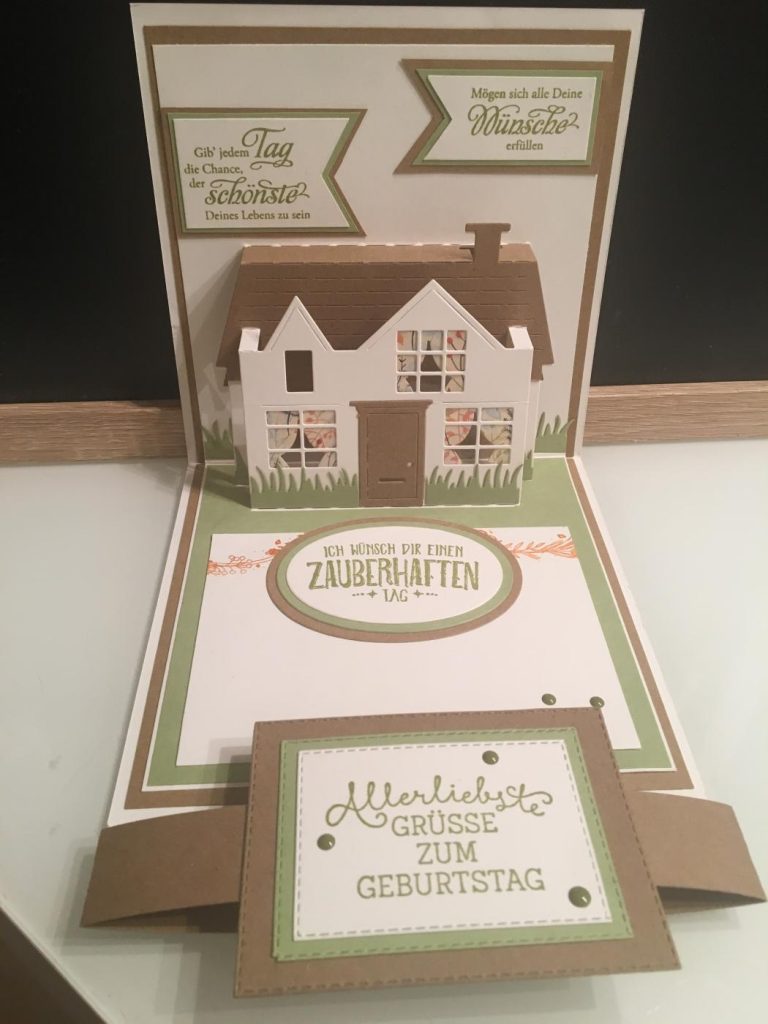 Gib' jedem Tag
die Chance,
der schönste
Deines Lebens zu sein
Mögen sich alle Deine
Wünsche
erfüllen
ICH WÜNSCH DIR EINEN
ZAUBERHAFTEN
TAG
Allerliebste
GRÜSSE
ZUM
GEBURTSTAG